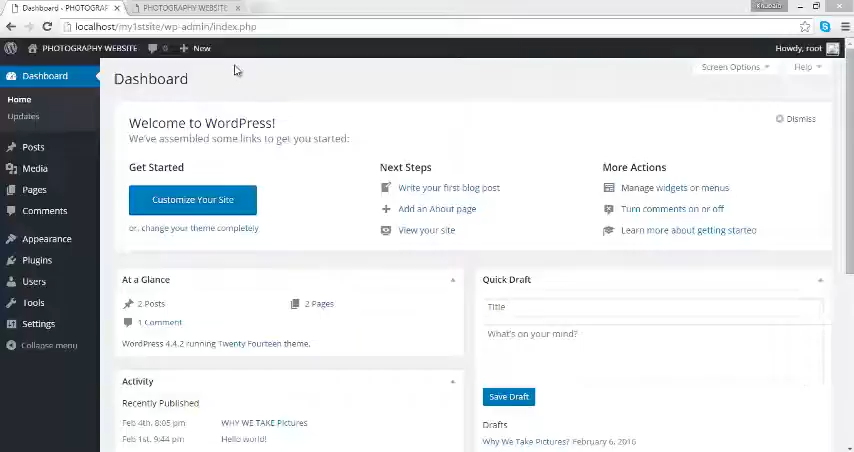 Khubaib
Dashboard ‹ PHOTOGRAF
PHOTOGRAPHY WEBSITE
localhost/my1stsite/wp-admin/index.php
PHOTOGRAPHY WEBSITE 0 New
Howdy, root
Screen Options
Help
Dashboard
Home
Updates
Posts
Media
Pages
Comments
Appearance
Plugins
Users
Tools
Settings
Collapse menu
Dashboard
Welcome to WordPress!
We've assembled some links to get you started:
Dismiss
Get Started
Customize Your Site
or, change your theme completely
Next Steps
Write your first blog post
Add an About page
View your site
More Actions
Manage widgets or menus
Turn comments on or off
Learn more about getting started
At a Glance
2 Posts
2 Pages
1 Comment
WordPress 4.4.2 running Twenty Fourteen theme.
Activity
Recently Published
Feb 4th, 8:05 pm WHY WE TAKE Pictures
Feb 1st, 9:44 pm Hello world!
Quick Draft
Title
What's on your mind?
Save Draft
Drafts
Why We Take Pictures? February 6, 2016